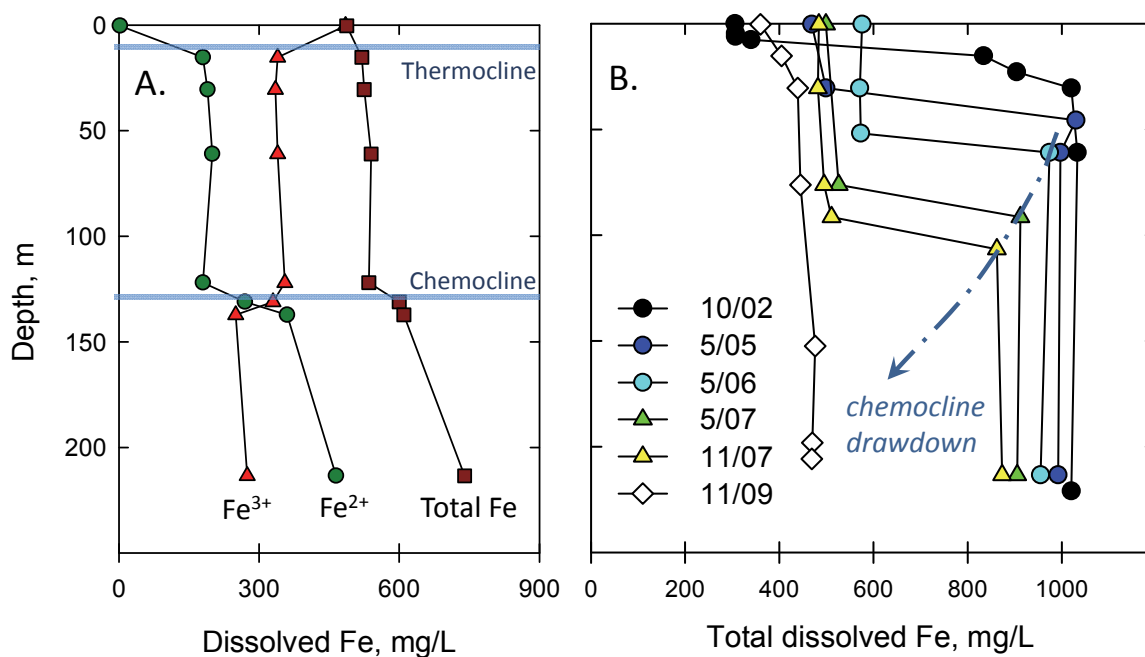 0
50
100
150
200
Depth, m
A.
Thermocline
Chemocline
Fe³⁺
Fe²⁺
Total Fe
0
300
600
900
Dissolved Fe, mg/L
B.
10/02
5/05
5/06
5/07
11/07
11/09
chemocline
drawdown
0
200
400
600
800
1000
Total dissolved Fe, mg/L